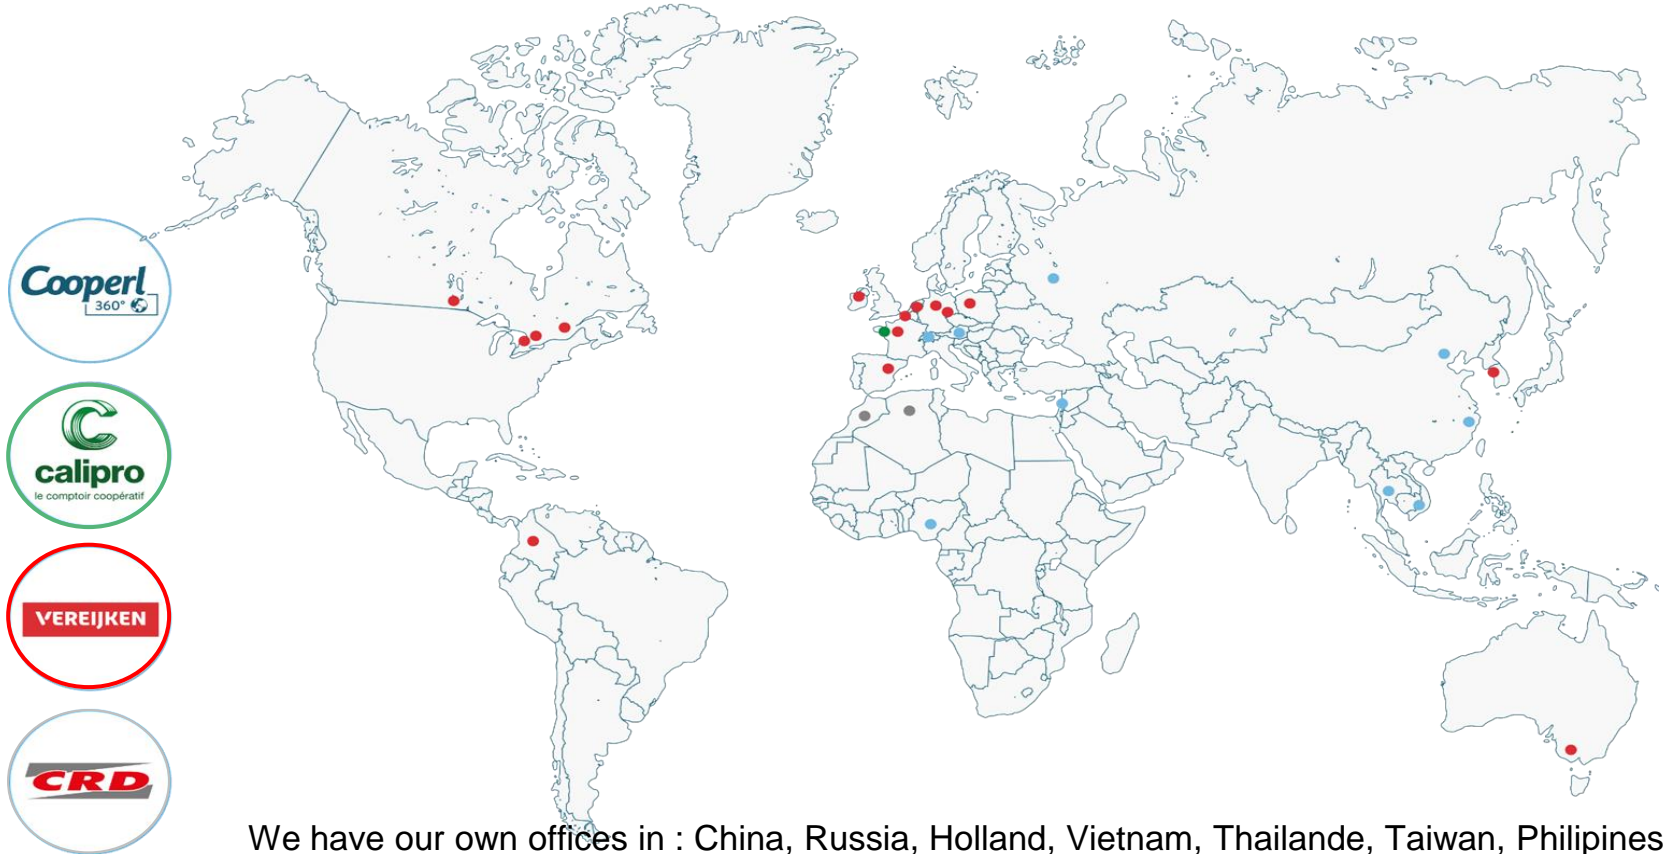 Cooperl
360°
calipro
le comptoir coopératif
VEREIJKEN
CRD
We have our own offices in : China, Russia, Holland, Vietnam, Thailande, Taiwan, Philipines